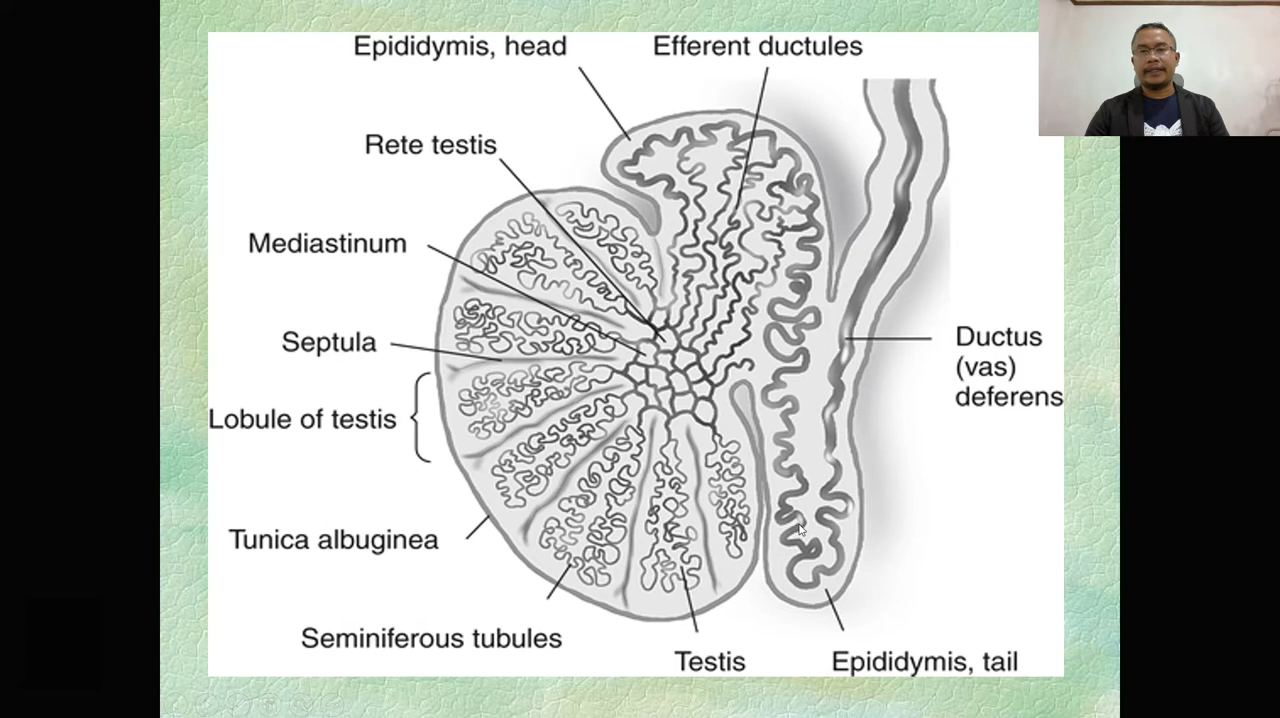 Epididymis, head
Efferent ductules
Rete testis
Mediastinum
Septula
Lobule of testis
Tunica albuginea
Seminiferous tubules
Testis
Epididymis, tail
Ductus
(vas)
deferens